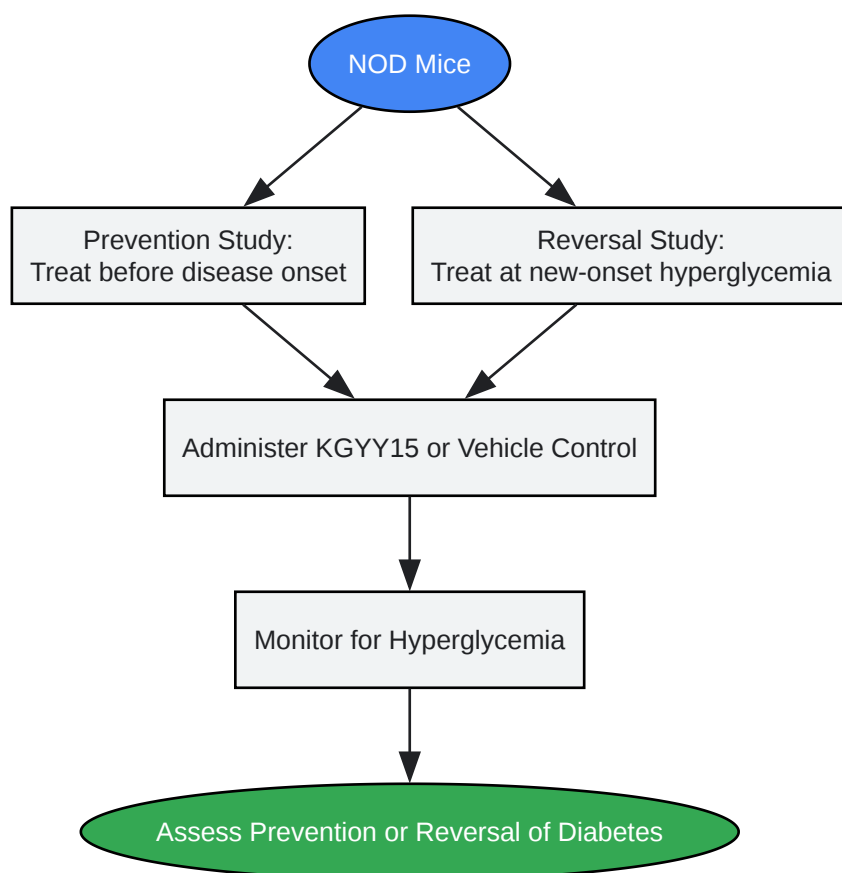 NOD Mice
Prevention Study:
Treat before disease onset
Reversal Study:
Treat at new-onset hyperglycemia
Administer KGYY15 or Vehicle Control
Monitor for Hyperglycemia
Assess Prevention or Reversal of Diabetes